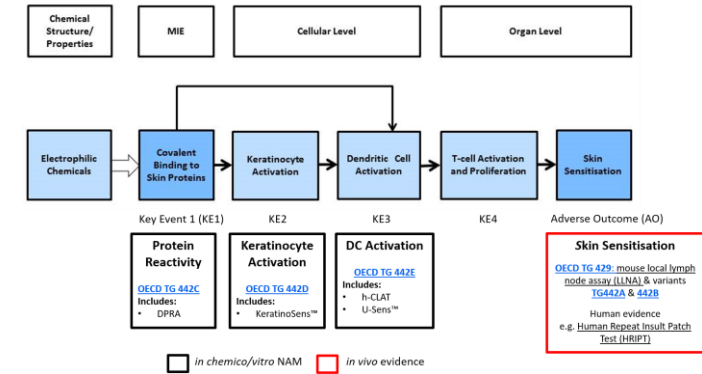 Chemical
Structure/
Properties
MIE
Cellular Level
Organ Level
Electrophilic
Chemicals
Covalent
Binding to
Skin Proteins
Keratinocyte
Activation
Dendritic Cell
Activation
T-cell Activation
and Proliferation
Skin
Sensitisation
Key Event 1 (KE1)
KE2
KE3
KE4
Adverse Outcome (AO)
Protein
Reactivity
OECD TG 442C
Includes:
• DPRA
Keratinocyte
Activation
OECD TG 442D
Includes:
• KeratinoSens™
DC Activation
OECD TG 442E
Includes:
• h-CLAT
• U-Sens™
Skin Sensitisation
OECD TG 429: mouse local lymph
node assay (LLNA) & variants
TG442A & 442B
Human evidence
e.g. Human Repeat Insult Patch
Test (HRIPT)
in chemico/vitro NAM
in vivo evidence